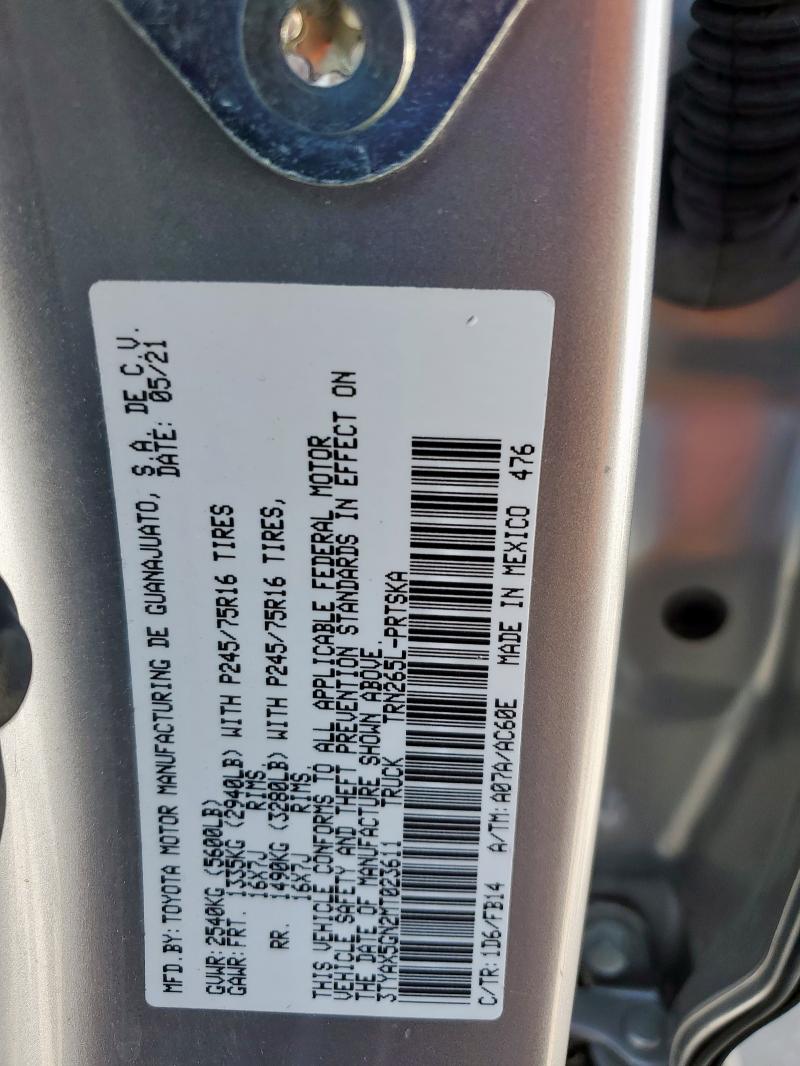 MFD.BY:TOYOTA MOTOR MANUFACTURING DE GUANAJUATO, S.A. DE C.V.
DATE: 05/21
GVWR:2540KG (5600LB)
GAWR:FRT. 1335KG (2940LB) WITH P245/75R16 TIRES
16X7J RIMS
RR. 1490KG (3280LB) WITH P245/75R16 TIRES,
16X7J RIMS
THIS VEHICLE CONFORMS TO ALL APPLICABLE FEDERAL MOTOR
VEHICLE SAFETY AND THEFT PREVENTION STANDARDS IN EFFECT ON
THE DATE OF MANUFACTURE SHOWN ABOVE.
3TYAX5GN2MT023611 TRUCK TRN265L-PRTSKA
C/TR:1D6/FB14 A/TM:A07A/AC60E MADE IN MEXICO 476